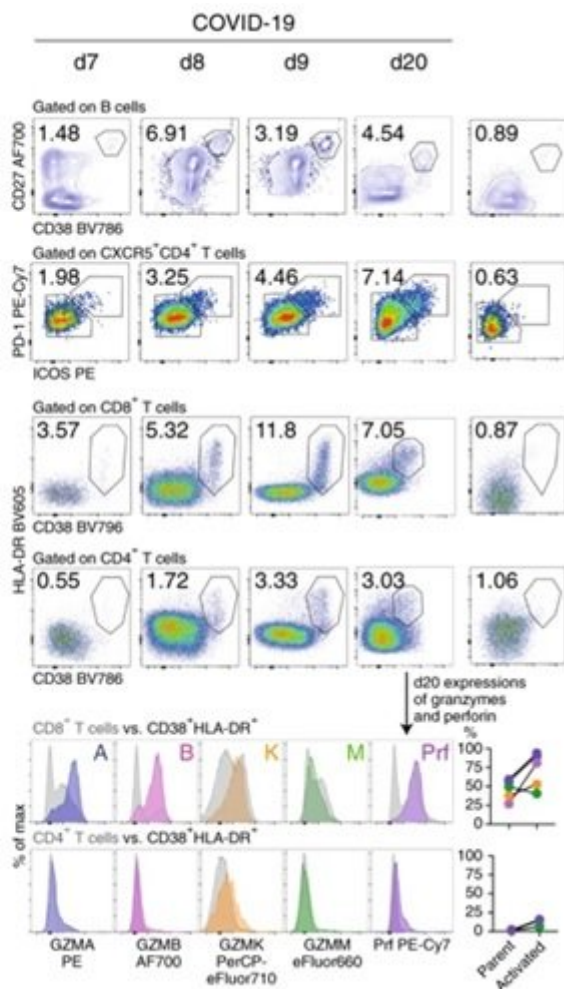 COVID-19
d7 d8 d9 d20
Gated on B cells
1.48 6.91 3.19 4.54 0.89
CD27 AF700
CD38 BV786
Gated on CXCR5⁺CD4⁺ T cells
1.98 3.25 4.46 7.14 0.63
PD-1 PE-Cy7
ICOS PE
Gated on CD8⁺ T cells
3.57 5.32 11.8 7.05 0.87
CD38 BV796
HLA-DR BV605
Gated on CD4⁺ T cells
0.55 1.72 3.33 3.03 1.06
CD38 BV786
d20 expressions
of granzymes
and perforin
%
CD8⁺ T cells vs. CD38⁺HLA-DR⁺
A B K M Prf
100
75
50
25
0
% of max
CD4⁺ T cells vs. CD38⁺HLA-DR⁺
100
75
50
25
0
GZMA GZMB GZMK GZMM Prf PE-Cy7
PE AF700 PerCP- eFluor660
eFluor710
Parent
Activated